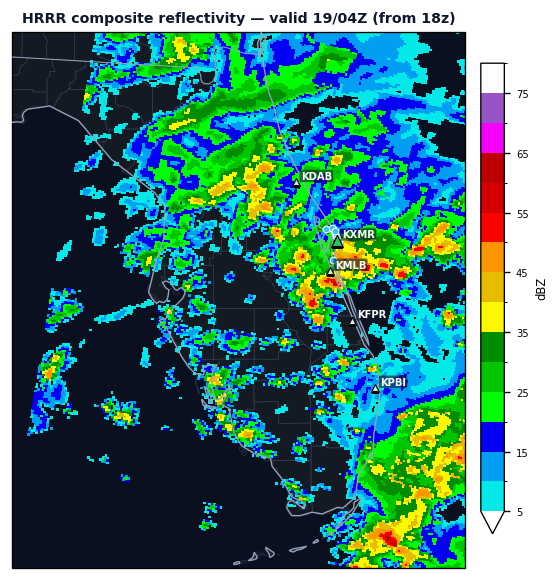 HRRR composite reflectivity — valid 19/04Z (from 18z)
KDAB
KXMR
KMLB
KFPR
KPBI
75
65
55
45
35
25
15
5
dBZ